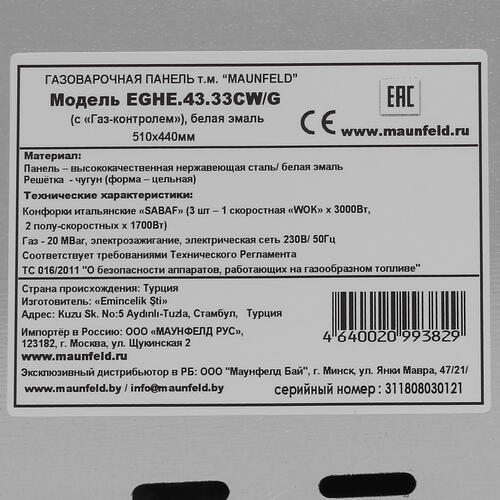 ГАЗОВАРОЧНАЯ ПАНЕЛЬ т.м. “MAUNFELD”
Модель EGHE.43.33CW/G
(с «Газ-контролем»), белая эмаль
510х440мм
EAC
CE www.maunfeld.ru
Материал:
Панель – высококачественная нержавеющая сталь/ белая эмаль
Решётка - чугун (форма – цельная)
Технические характеристики:
Конфорки итальянские «SABAF» (3 шт – 1 скоростная «WOK» х 3000Вт,
2 полу-скоростных х 1700Вт)
Газ - 20 MBar, электрозажигание, электрическая сеть 230В/ 50Гц
Соответствует требованиями Технического Регламента
ТС 016/2011 "О безопасности аппаратов, работающих на газообразном топливе"
Страна происхождения: Турция
Изготовитель: «Emincelik Şti»
Адрес: Kuzu Sk. No:5 Aydınlı-Tuzla, Стамбул, Турция
Импортёр в Россию: ООО «МАУНФЕЛД РУС»,
123182, г. Москва, ул. Щукинская 2
www.maunfeld.ru
4 640020 993829
Эксклюзивный дистрибьютор в РБ: ООО "Маунфелд Бай", г. Минск, ул. Янки Мавра, 47/21/
www.maunfeld.by / info@maunfeld.by
серийный номер : 311808030121